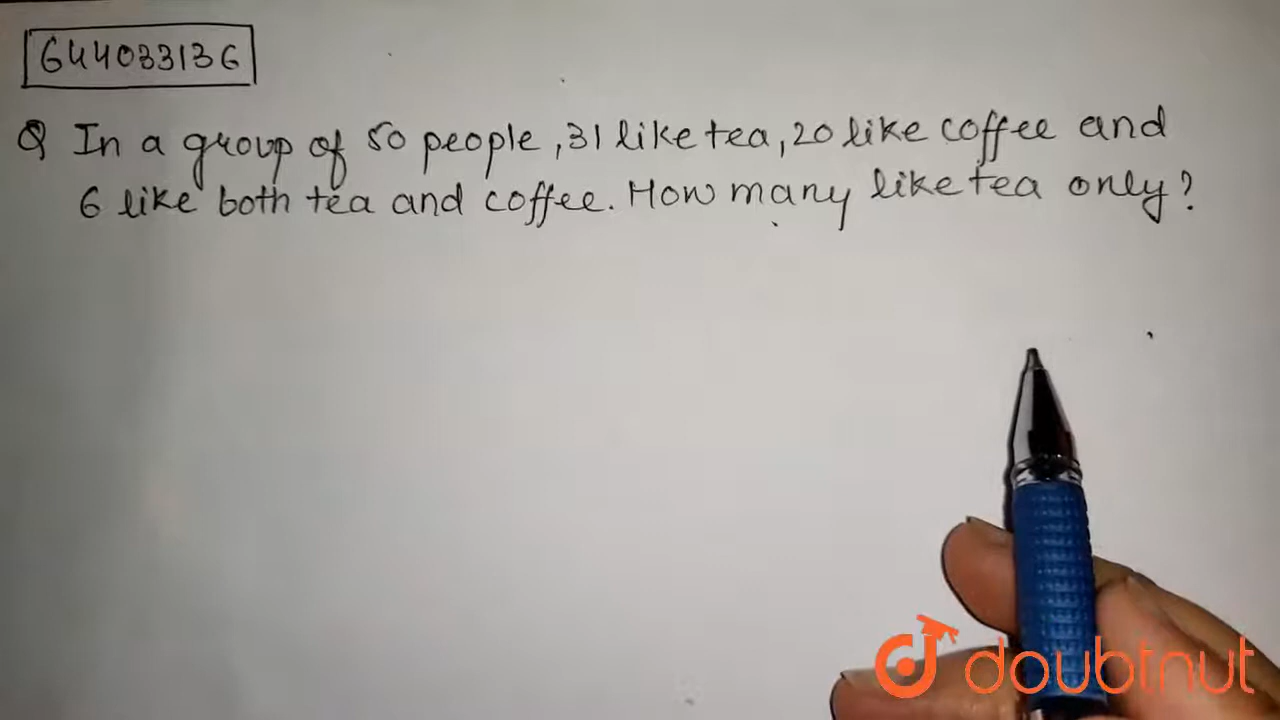 644033136
Q In a group of 50 people, 31 like tea, 20 like coffee and
6 like both tea and coffee. How many like tea only?
doubtnut